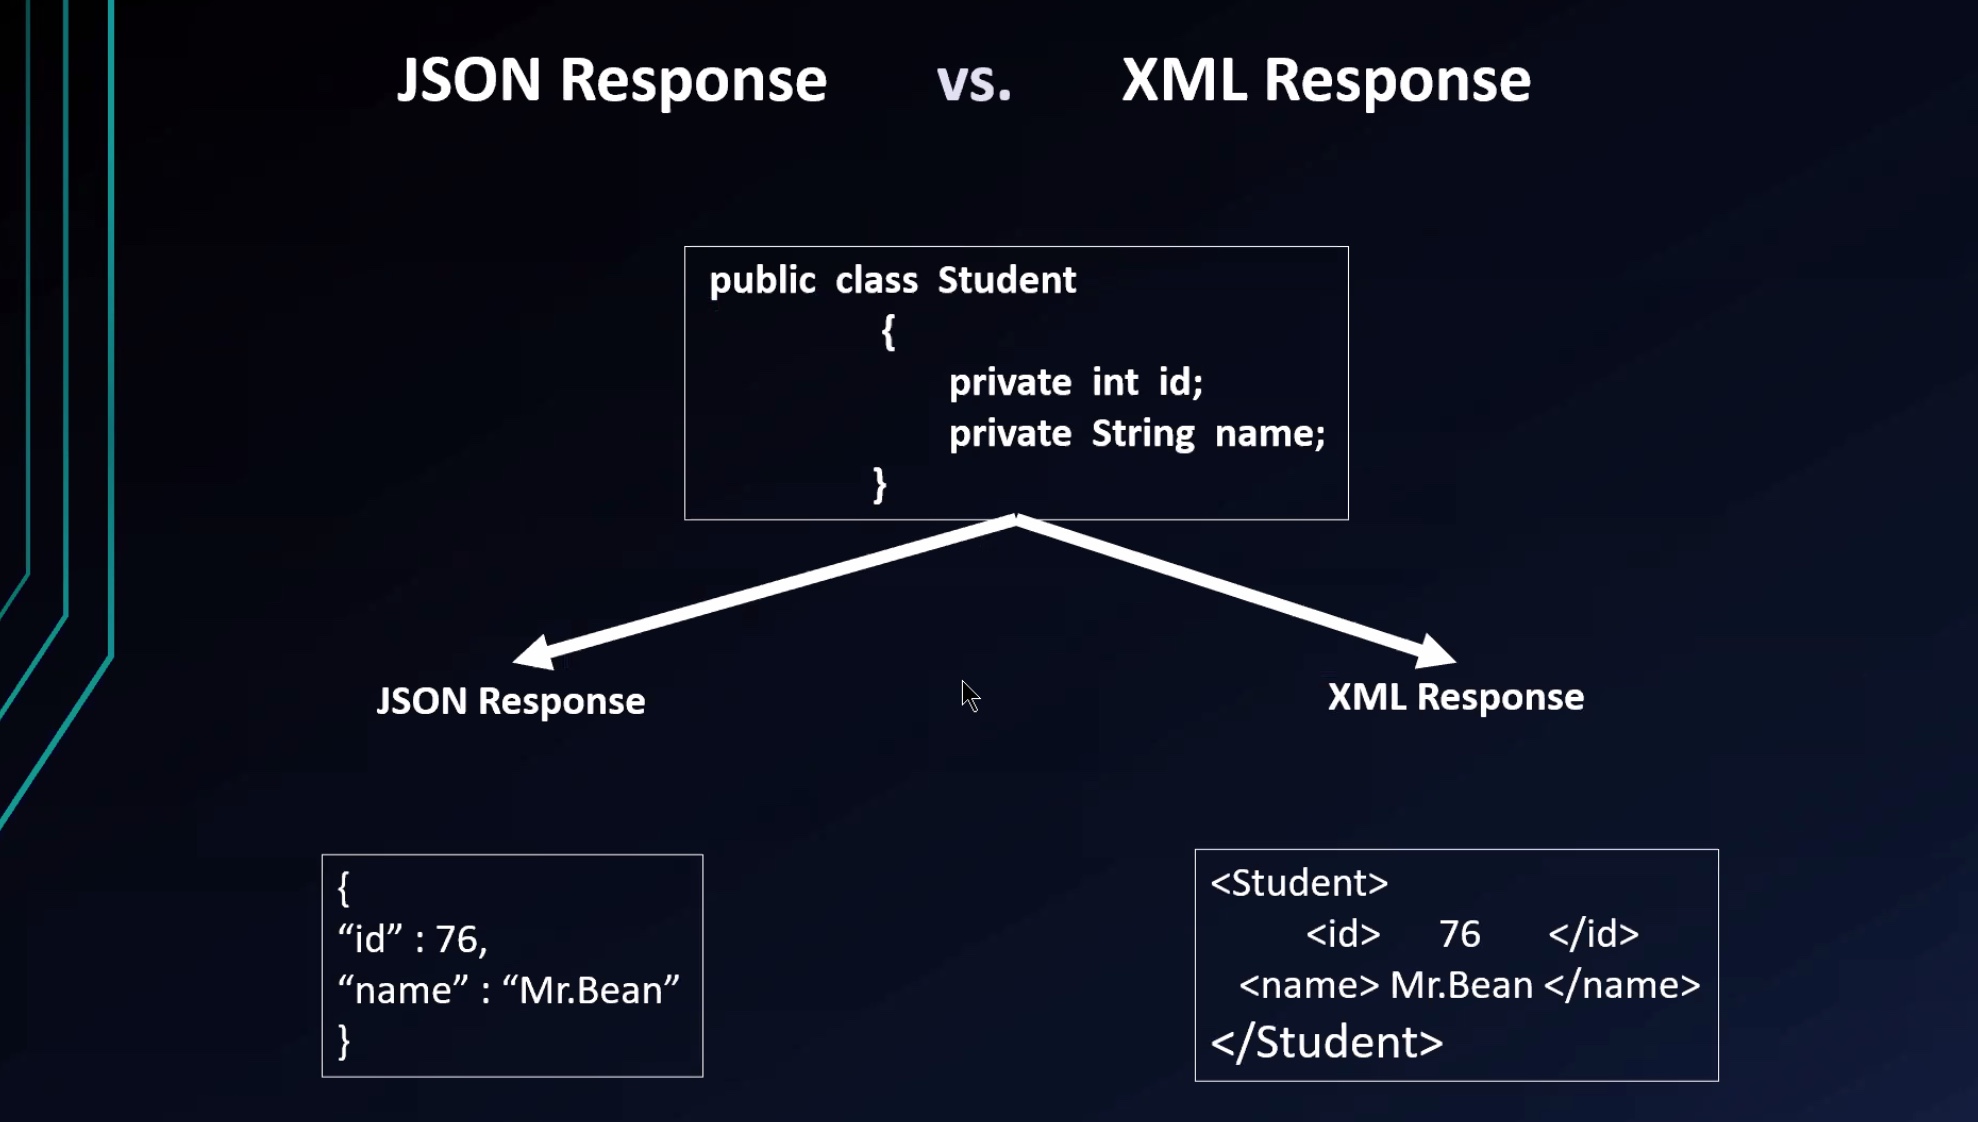 JSON Response vs. XML Response
public class Student
{
private int id;
private String name;
}
JSON Response
XML Response
{
“id” : 76,
“name” : “Mr.Bean”
}
<Student>
<id> 76 </id>
<name> Mr.Bean </name>
</Student>